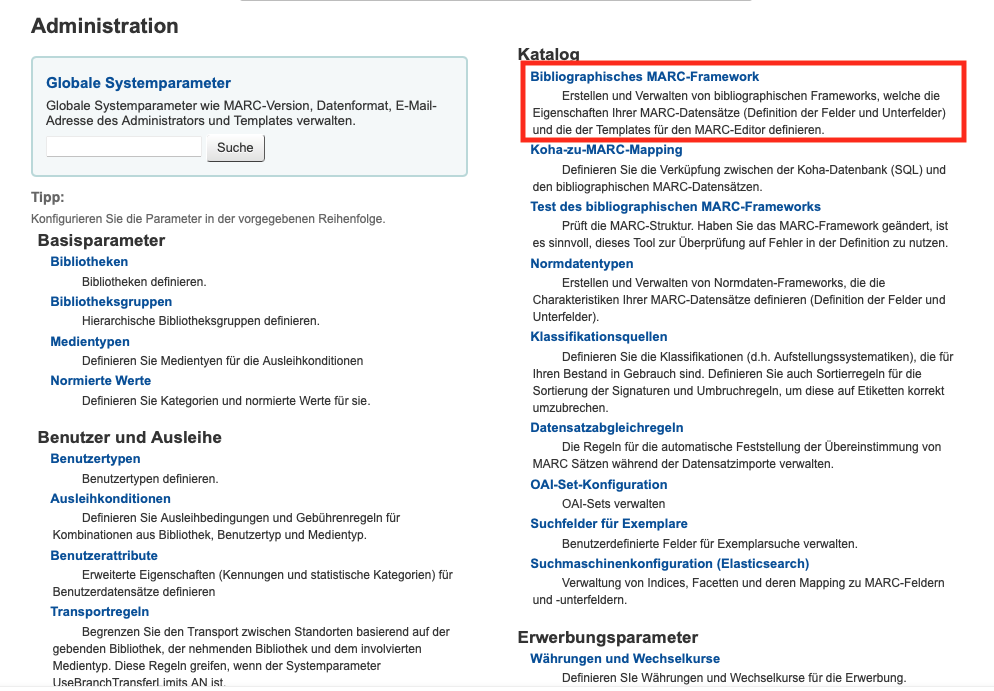 Administration
Globale Systemparameter
Globale Systemparameter wie MARC-Version, Datenformat, E-Mail-
Adresse des Administrators und Templates verwalten.
Suche
Tipp:
Konfigurieren Sie die Parameter in der vorgegebenen Reihenfolge.
Basisparameter
Bibliotheken
Bibliotheken definieren.
Bibliotheksgruppen
Hierarchische Bibliotheksgruppen definieren.
Medientypen
Definieren Sie Medientyen für die Ausleihkonditionen
Normierte Werte
Definieren Sie Kategorien und normierte Werte für sie.
Benutzer und Ausleihe
Benutzertypen
Benutzertypen definieren.
Ausleihkonditionen
Definieren Sie Ausleihbedingungen und Gebührenregeln für
Kombinationen aus Bibliothek, Benutzertyp und Medientyp.
Benutzerattribute
Erweiterte Eigenschaften (Kennungen und statistische Kategorien) für
Benutzerdatensätze definieren
Transportregeln
Begrenzen Sie den Transport zwischen Standorten basierend auf der
gebenden Bibliothek, der nehmenden Bibliothek und dem involvierten
Medientyp. Diese Regeln greifen, wenn der Systemparameter
UseBranchTransferLimits AN ist.
Katalog
Bibliographisches MARC-Framework
Erstellen und Verwalten von bibliographischen Frameworks, welche die
Eigenschaften Ihrer MARC-Datensätze (Definition der Felder und Unterfelder)
und die der Templates für den MARC-Editor definieren.
Koha-zu-MARC-Mapping
Definieren Sie die Verküpfung zwischen der Koha-Datenbank (SQL) und
den bibliographischen MARC-Datensätzen.
Test des bibliographischen MARC-Frameworks
Prüft die MARC-Struktur. Haben Sie das MARC-Framework geändert, ist
es sinnvoll, dieses Tool zur Überprüfung auf Fehler in der Definition zu nutzen.
Normdatentypen
Erstellen und Verwalten von Normdaten-Frameworks, die die
Charakteristiken Ihrer MARC-Datensätze definieren (Definition der Felder und
Unterfelder).
Klassifikationsquellen
Definieren Sie die Klassifikationen (d.h. Aufstellungssystematiken), die für
Ihren Bestand in Gebrauch sind. Definieren Sie auch Sortierregeln für die
Sortierung der Signaturen und Umbruchregeln, um diese auf Etiketten korrekt
umzubrechen.
Datensatzabgleichregeln
Die Regeln für die automatische Feststellung der Übereinstimmung von
MARC Sätzen während der Datensatzimporte verwalten.
OAI-Set-Konfiguration
OAI-Sets verwalten
Suchfelder für Exemplare
Benutzerdefinierte Felder für Exemplarsuche verwalten.
Suchmaschinenkonfiguration (Elasticsearch)
Verwaltung von Indices, Facetten und deren Mapping zu MARC-Feldern
und -unterfeldern.
Erwerbungsparameter
Währungen und Wechselkurse
Definieren SIe Währungen und Wechselkurse für die Erwerbung.